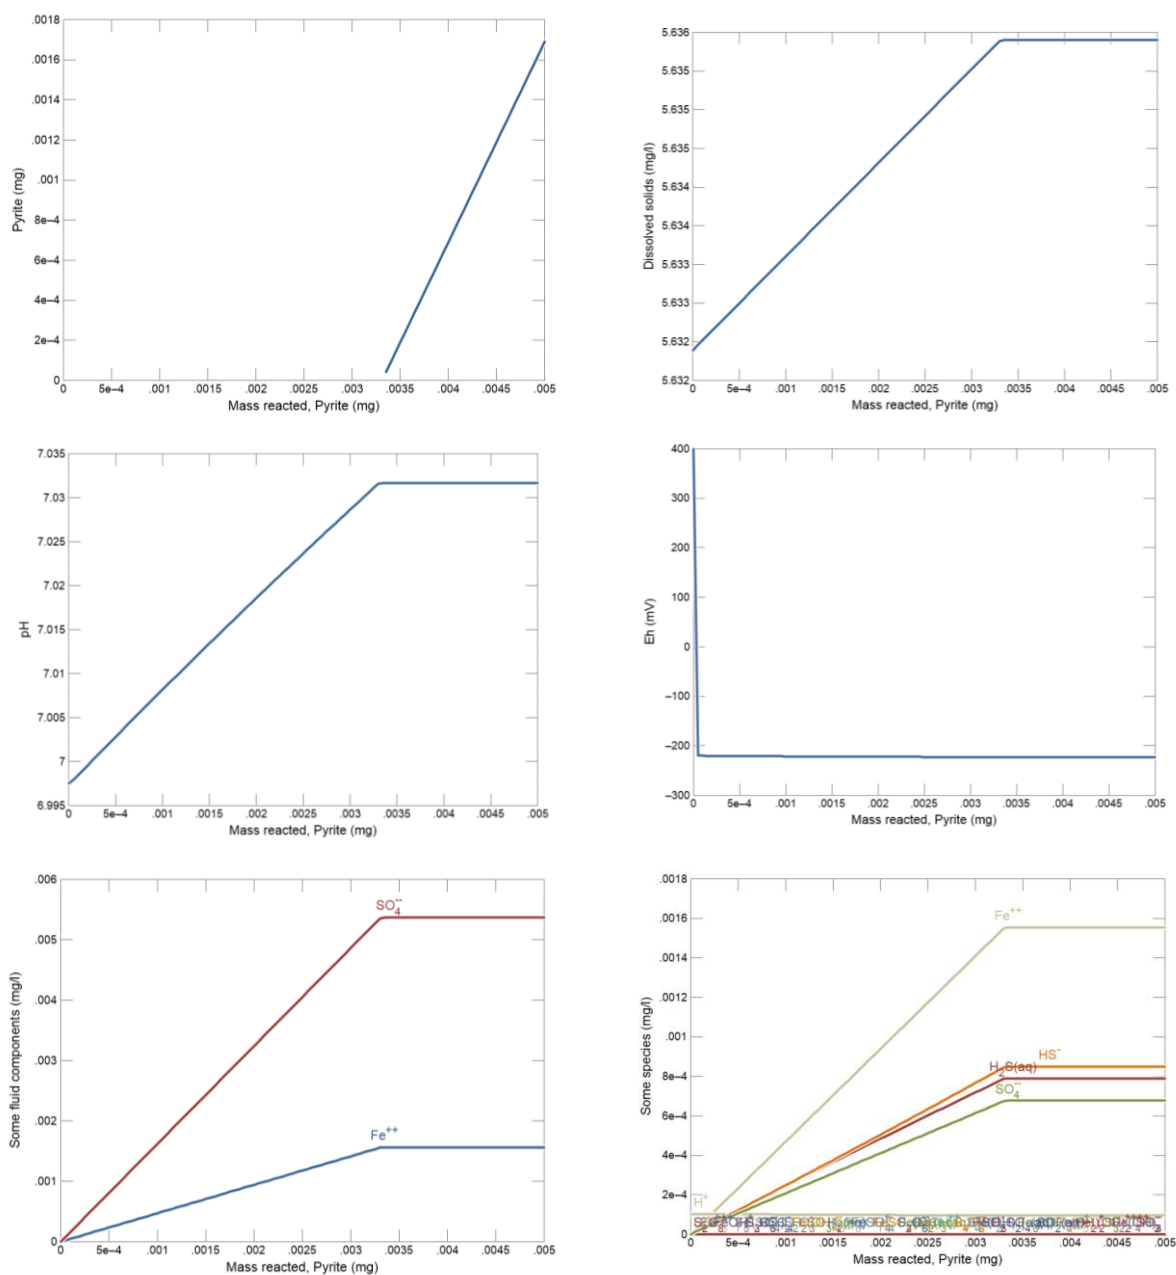 .0018
.0016
.0014
.0012
.001
8e–4
6e–4
4e–4
2e–4
0
Pyrite (mg)
0 5e–4 .001 .0015 .002 .0025 .003 .0035 .004 .0045 .005
Mass reacted, Pyrite (mg)
5.636
5.635
5.635
5.635
5.634
5.634
5.633
5.633
5.632
5.632
Dissolved solids (mg/l)
0 5e–4 .001 .0015 .002 .0025 .003 .0035 .004 .0045 .005
Mass reacted, Pyrite (mg)
7.035
7.03
7.025
7.02
7.015
7.01
7.005
7
6.995
pH
0 5e–4 .001 .0015 .002 .0025 .003 .0035 .004 .0045 .005
Mass reacted, Pyrite (mg)
400
300
200
100
0
–100
–200
–300
Eh (mV)
0 5e–4 .001 .0015 .002 .0025 .003 .0035 .004 .0045 .005
Mass reacted, Pyrite (mg)
.006
.005
.004
.003
.002
.001
0
Some fluid components (mg/l)
SO₄⁻⁻
Fe⁺⁺
0 5e–4 .001 .0015 .002 .0025 .003 .0035 .004 .0045 .005
Mass reacted, Pyrite (mg)
.0018
.0016
.0014
.0012
.001
8e–4
6e–4
4e–4
2e–4
0
Some species (mg/l)
Fe⁺⁺
HS⁻
H₂S(aq)
SO₄⁻⁻
H⁺
0 5e–4 .001 .0015 .002 .0025 .003 .0035 .004 .0045 .005
Mass reacted, Pyrite (mg)